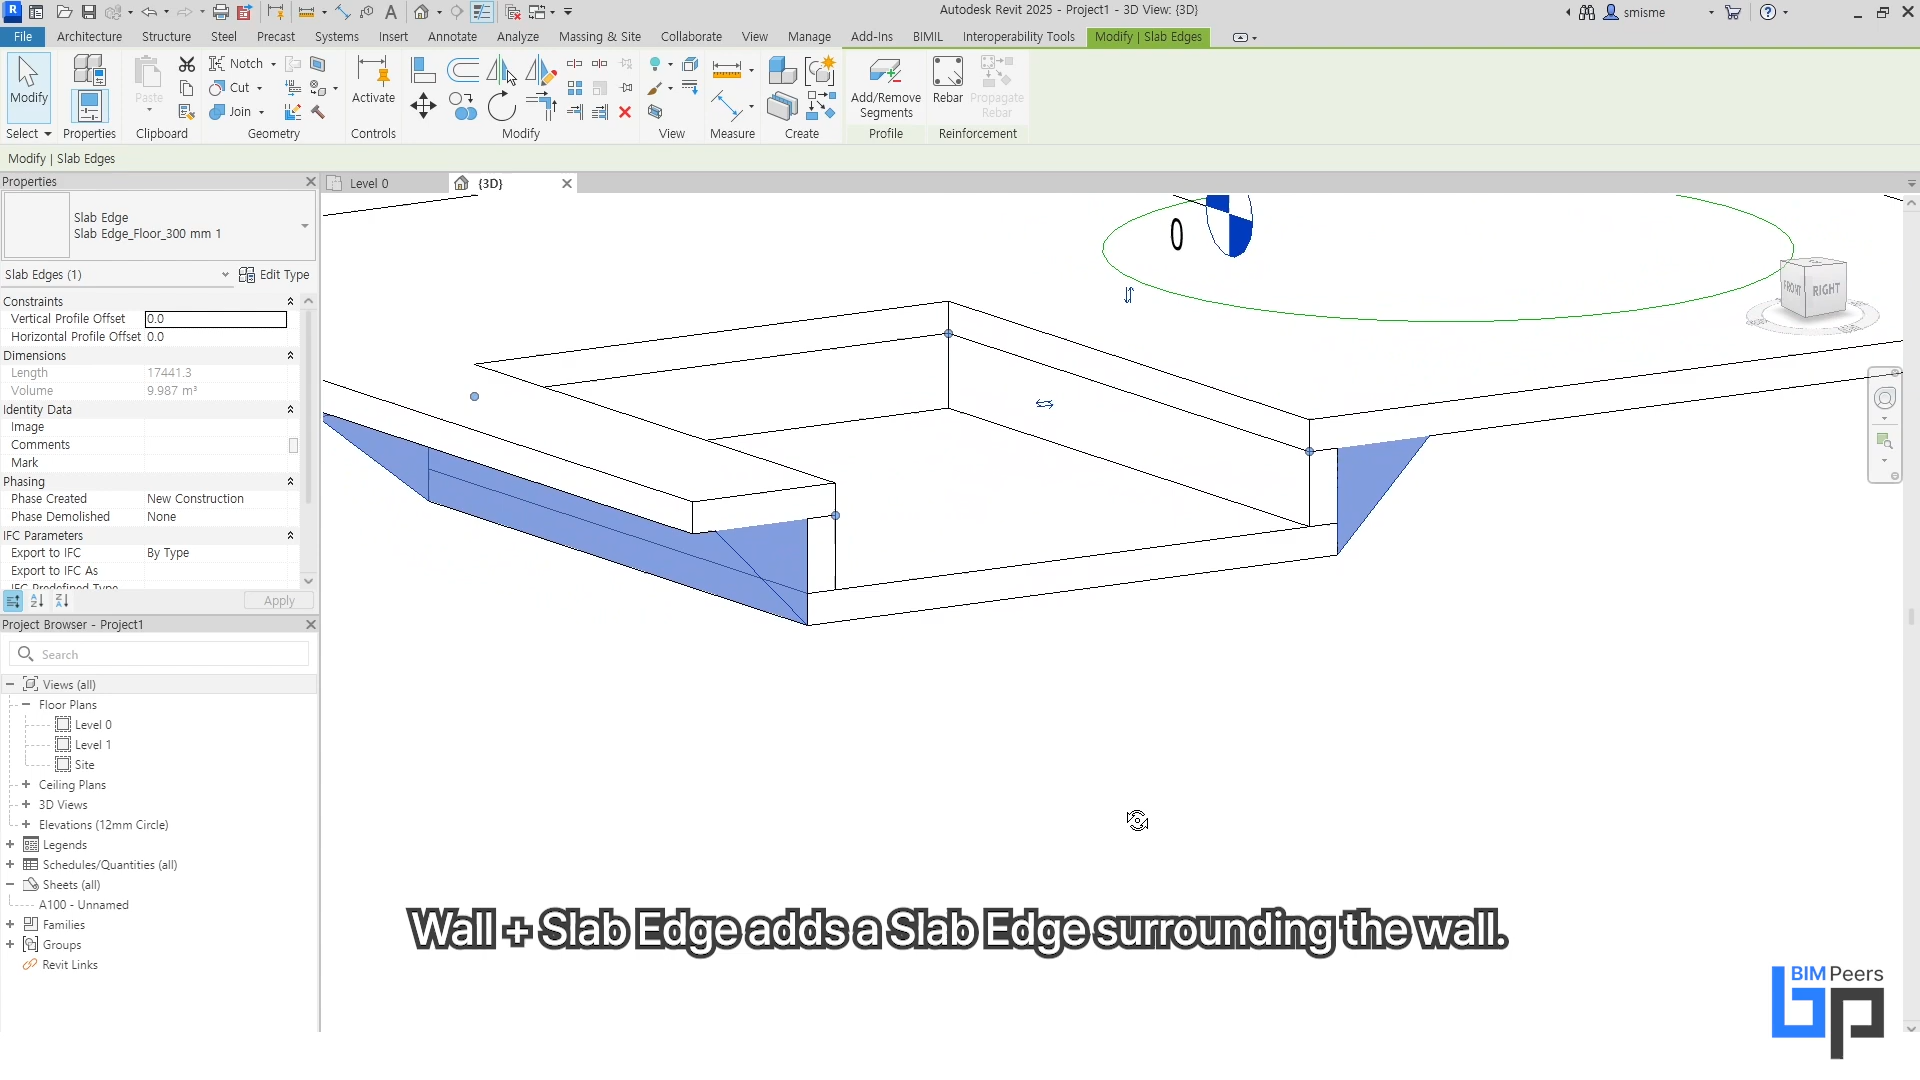 Autodesk Revit 2025 - Project1 - 3D View: {3D}
smisme
File Architecture Structure Steel Precast Systems Insert Annotate Analyze Massing & Site Collaborate View Manage Add-Ins BIMIL Interoperability Tools Modify | Slab Edges
Modify
Paste
Notch
Cut
Join
Activate
Add/Remove
Segments
Rebar
Propagate
Rebar
Select Properties Clipboard Geometry Controls Modify View Measure Create Profile Reinforcement
Modify | Slab Edges
Properties
Level 0
{3D}
Slab Edge
Slab Edge_Floor_300 mm 1
Slab Edges (1)
Edit Type
Constraints
Vertical Profile Offset 0.0
Horizontal Profile Offset 0.0
Dimensions
Length 17441.3
Volume 9.987 m³
Identity Data
Image
Comments
Mark
Phasing
Phase Created New Construction
Phase Demolished None
IFC Parameters
Export to IFC By Type
Export to IFC As
IFC Predefined Type
Apply
Project Browser - Project1
Search
Views (all)
Floor Plans
Level 0
Level 1
Site
Ceiling Plans
3D Views
Elevations (12mm Circle)
Legends
Schedules/Quantities (all)
Sheets (all)
A100 - Unnamed
Families
Groups
Revit Links
0
FRONT
RIGHT
Wall + Slab Edge adds a Slab Edge surrounding the wall.
BIM Peers
bp